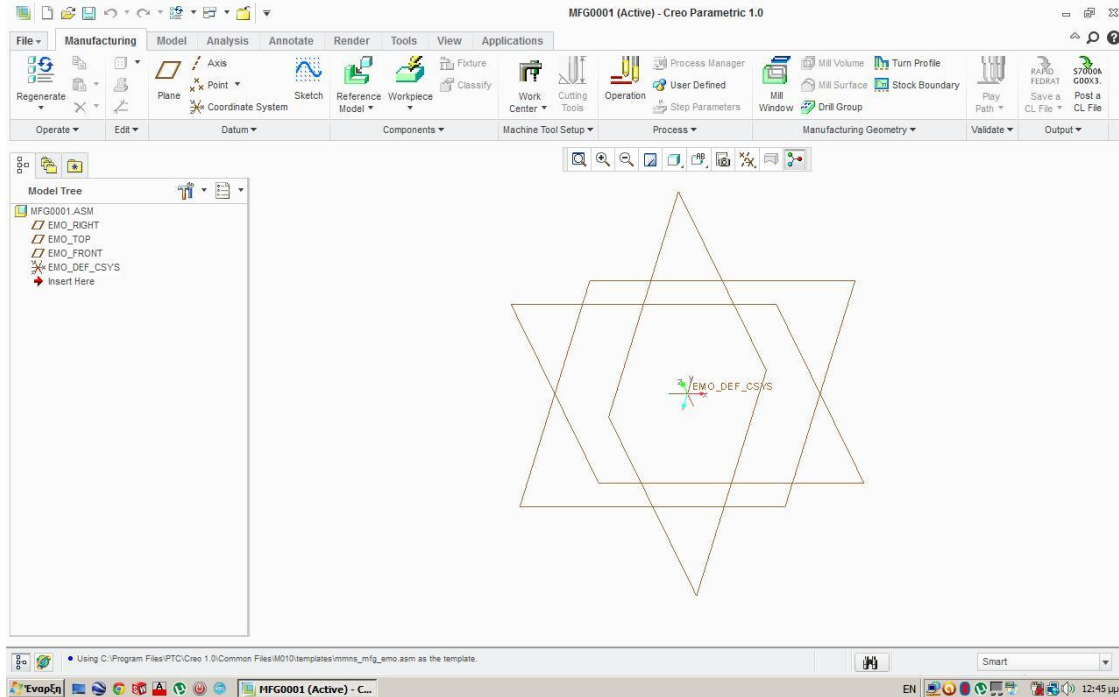 MFG0001 (Active) - Creo Parametric 1.0
File Manufacturing Model Analysis Annotate Render Tools View Applications
Regenerate
Operate
Edit
Plane
Axis
Point
Coordinate System
Sketch
Datum
Reference Model
Workpiece
Fixture
Classify
Components
Work Center
Cutting Tools
Machine Tool Setup
Operation
Process Manager
User Defined
Step Parameters
Process
Mill Window
Mill Volume
Mill Surface
Drill Group
Turn Profile
Stock Boundary
Manufacturing Geometry
Play Path
Validate
RAPID
FEDRAT
Save a CL File
S7000M
G00X3.
Post a CL File
Output
Model Tree
MFG0001.ASM
EMO_RIGHT
EMO_TOP
EMO_FRONT
EMO_DEF_CSYS
Insert Here
Z
Y
X
EMO_DEF_CSYS
Using C:\Program Files\PTC\Creo 1.0\Common Files\M010\templates\mmns_mfg_emo.asm as the template.
Smart
Έναρξη
MFG0001 (Active) - C...
EN
12:45 μμ